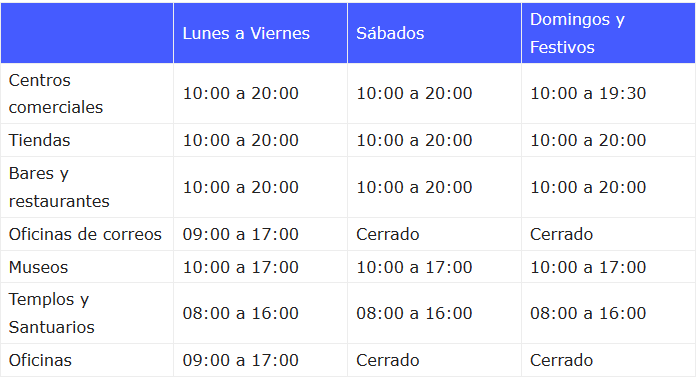 Lunes a Viernes Sábados Domingos y
Festivos
Centros
comerciales 10:00 a 20:00 10:00 a 20:00 10:00 a 19:30
Tiendas 10:00 a 20:00 10:00 a 20:00 10:00 a 20:00
Bares y
restaurantes 10:00 a 20:00 10:00 a 20:00 10:00 a 20:00
Oficinas de correos 09:00 a 17:00 Cerrado Cerrado
Museos 10:00 a 17:00 10:00 a 17:00 10:00 a 17:00
Templos y
Santuarios 08:00 a 16:00 08:00 a 16:00 08:00 a 16:00
Oficinas 09:00 a 17:00 Cerrado Cerrado